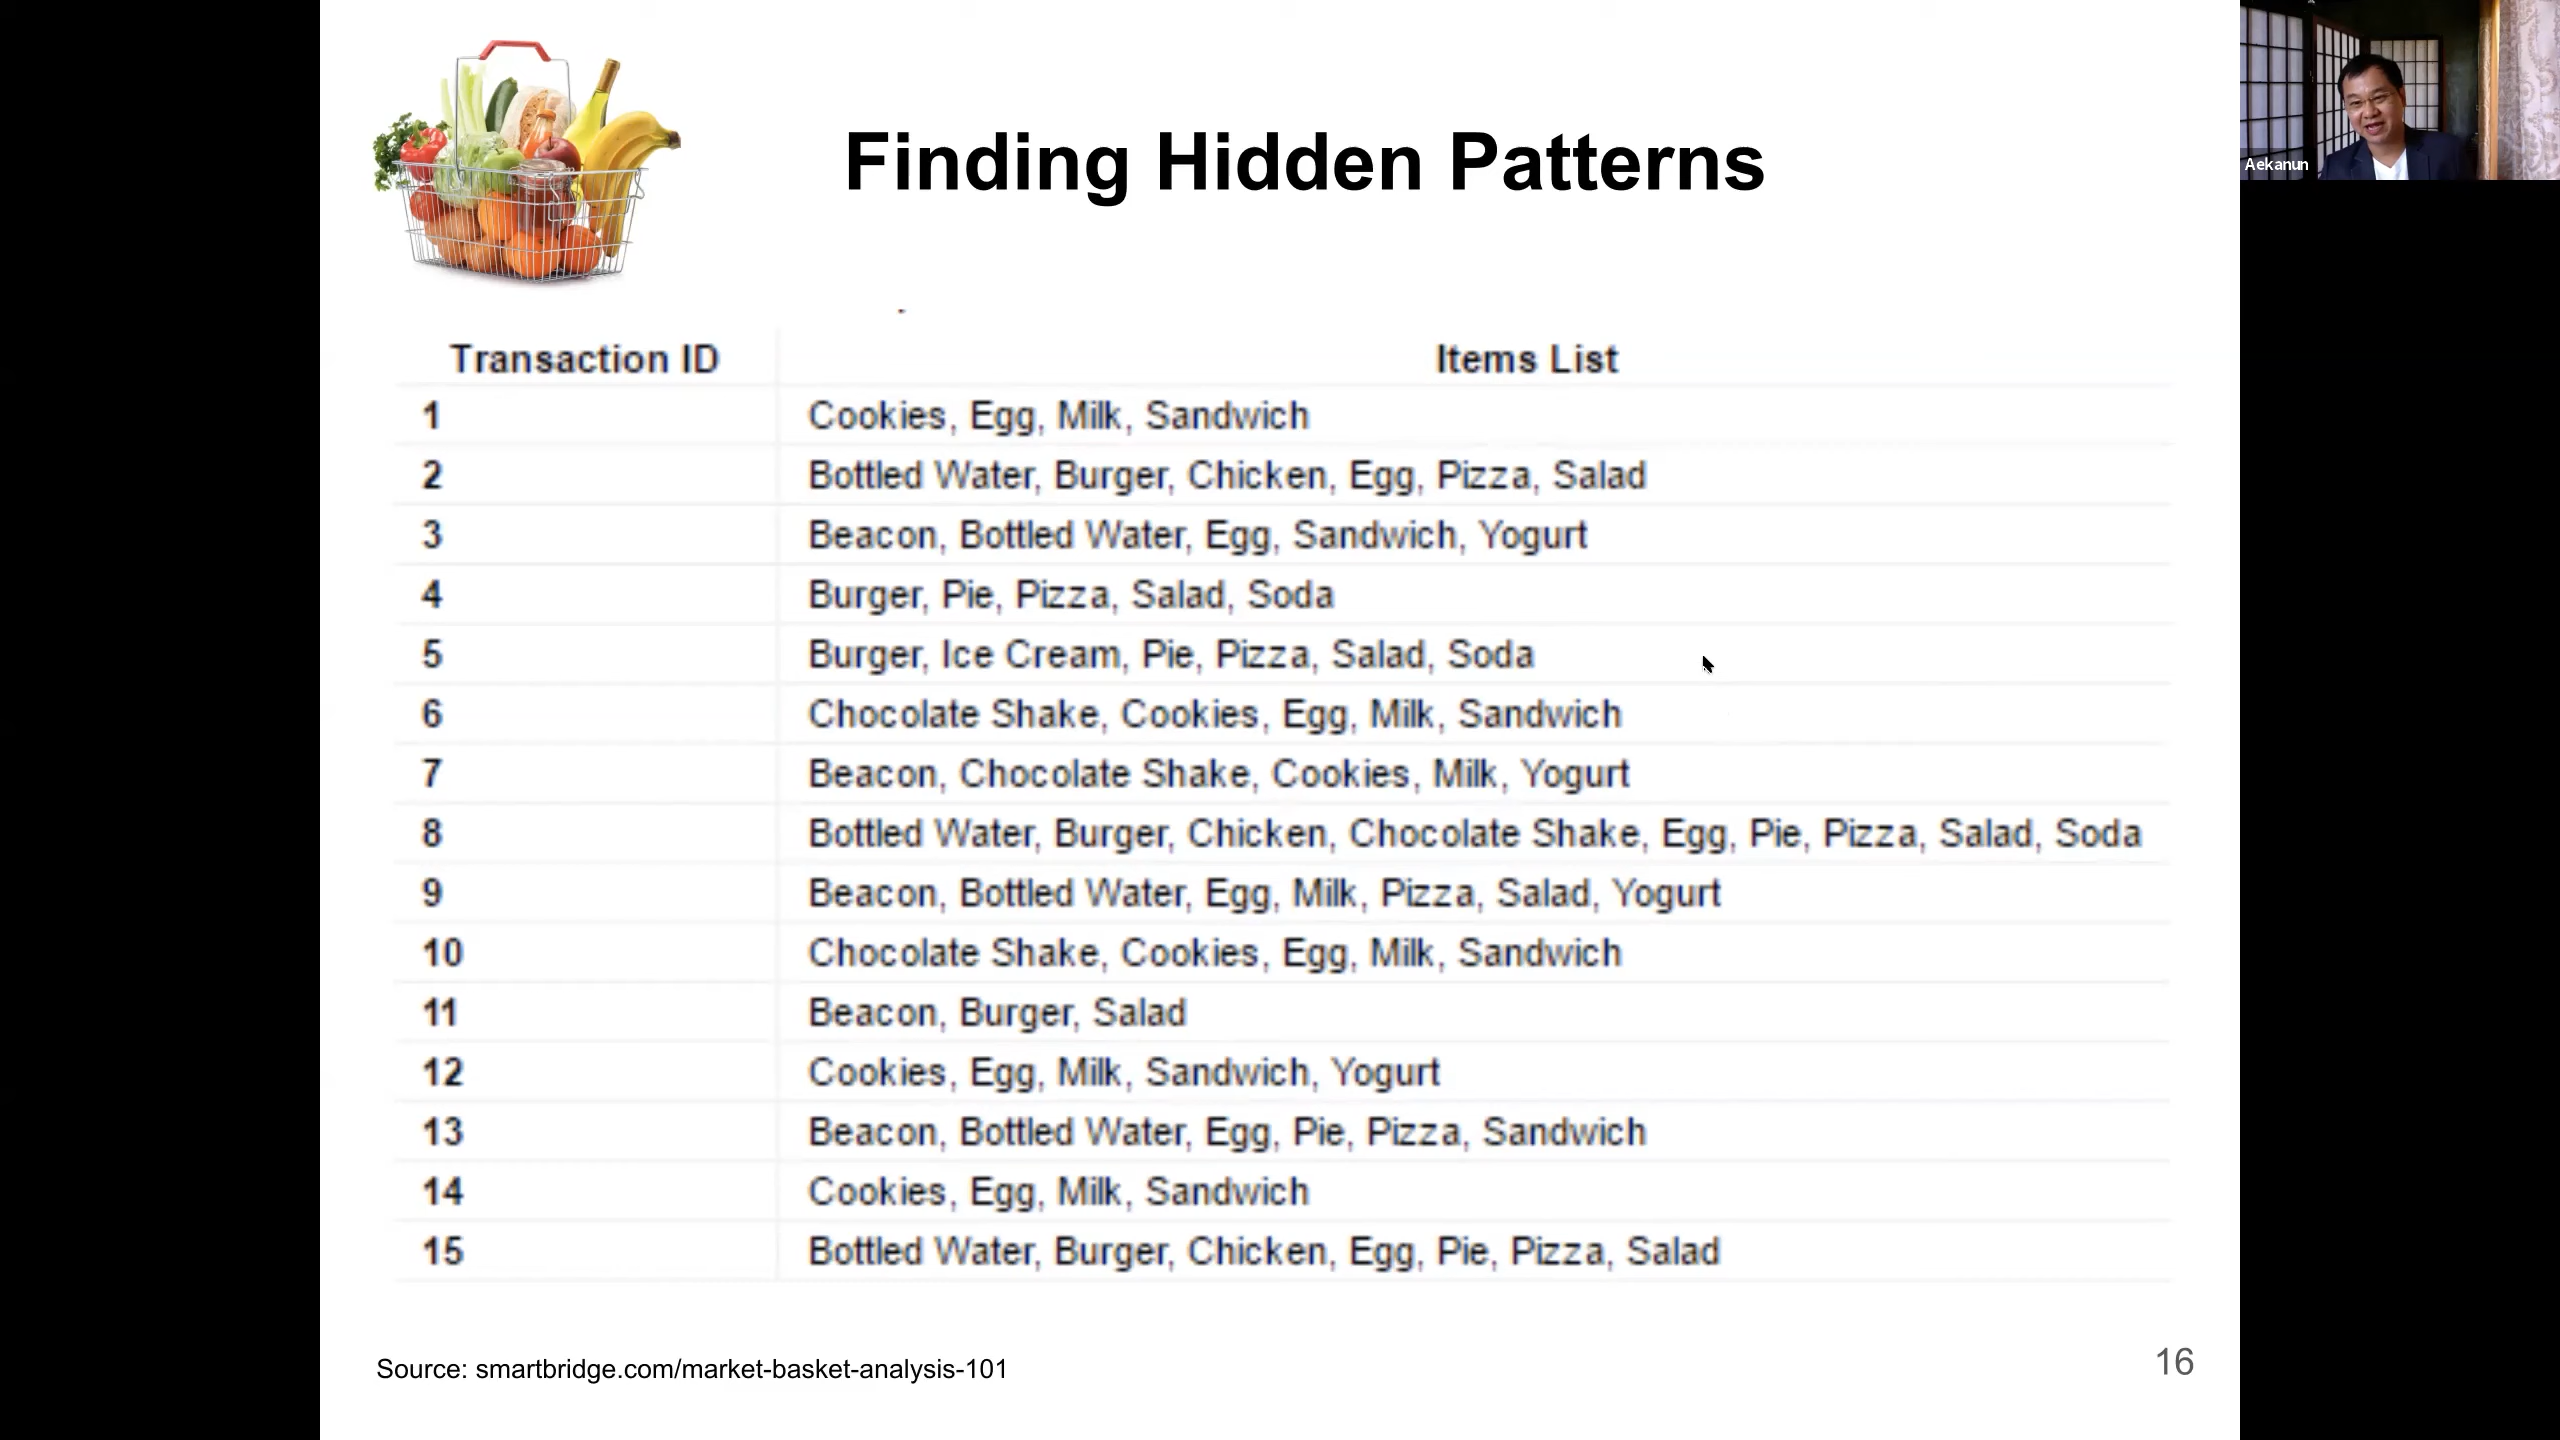 Finding Hidden Patterns
Aekanun
Transaction ID Items List
1 Cookies, Egg, Milk, Sandwich
2 Bottled Water, Burger, Chicken, Egg, Pizza, Salad
3 Beacon, Bottled Water, Egg, Sandwich, Yogurt
4 Burger, Pie, Pizza, Salad, Soda
5 Burger, Ice Cream, Pie, Pizza, Salad, Soda
6 Chocolate Shake, Cookies, Egg, Milk, Sandwich
7 Beacon, Chocolate Shake, Cookies, Milk, Yogurt
8 Bottled Water, Burger, Chicken, Chocolate Shake, Egg, Pie, Pizza, Salad, Soda
9 Beacon, Bottled Water, Egg, Milk, Pizza, Salad, Yogurt
10 Chocolate Shake, Cookies, Egg, Milk, Sandwich
11 Beacon, Burger, Salad
12 Cookies, Egg, Milk, Sandwich, Yogurt
13 Beacon, Bottled Water, Egg, Pie, Pizza, Sandwich
14 Cookies, Egg, Milk, Sandwich
15 Bottled Water, Burger, Chicken, Egg, Pie, Pizza, Salad
Source: smartbridge.com/market-basket-analysis-101
16